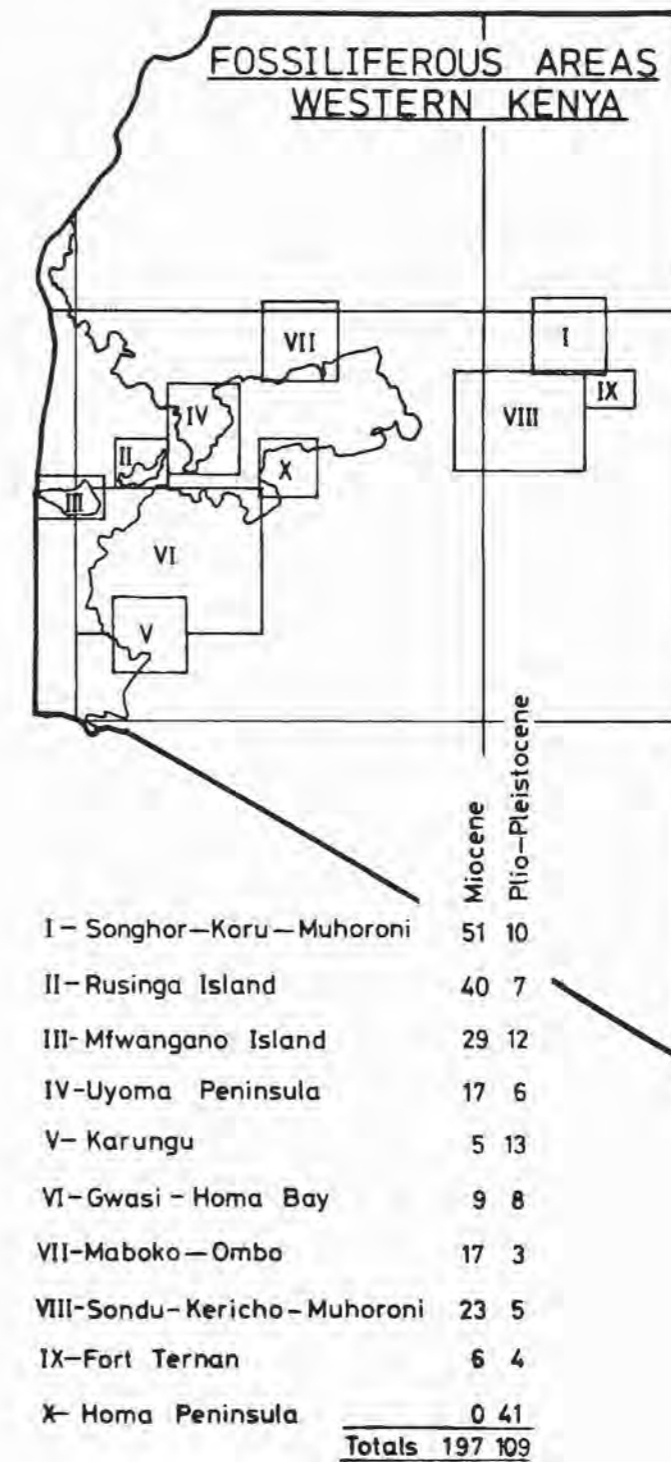 FOSSILIFEROUS AREAS
WESTERN KENYA
VII
I
IX
IV
VIII
II
X
III
VI
V
Miocene
Plio-Pleistocene
I - Songhor-Koru-Muhoroni 51 10
II-Rusinga Island 40 7
III-Mfwangano Island 29 12
IV-Uyoma Peninsula 17 6
V- Karungu 5 13
VI-Gwasi - Homa Bay 9 8
VII-Maboko-Ombo 17 3
VIII-Sondu-Kericho-Muhoroni 23 5
IX-Fort Ternan 6 4
X- Homa Peninsula 0 41
Totals 197 109